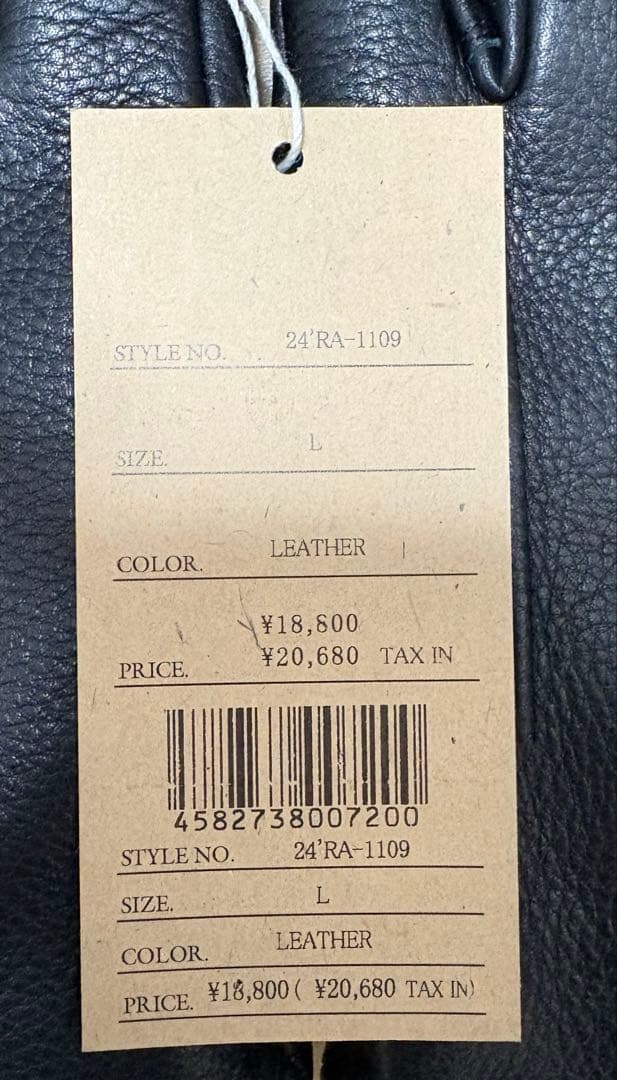 STYLE NO. 24'RA-1109
SIZE. L
COLOR. LEATHER
¥18,800
PRICE. ¥20,680 TAX IN
4582738007200
STYLE NO. 24'RA-1109
SIZE. L
COLOR. LEATHER
PRICE. ¥18,800 ( ¥20,680 TAX IN)